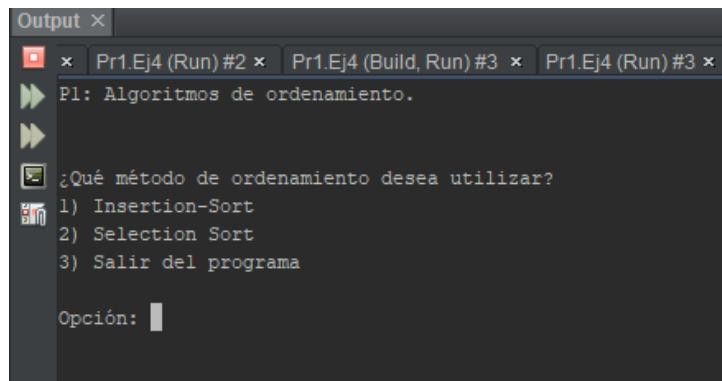 Output ×
× Pr1.Ej4 (Run) #2 × Pr1.Ej4 (Build, Run) #3 × Pr1.Ej4 (Run) #3 ×
P1: Algoritmos de ordenamiento.
¿Qué método de ordenamiento desea utilizar?
1) Insertion-Sort
2) Selection Sort
3) Salir del programa
Opción: